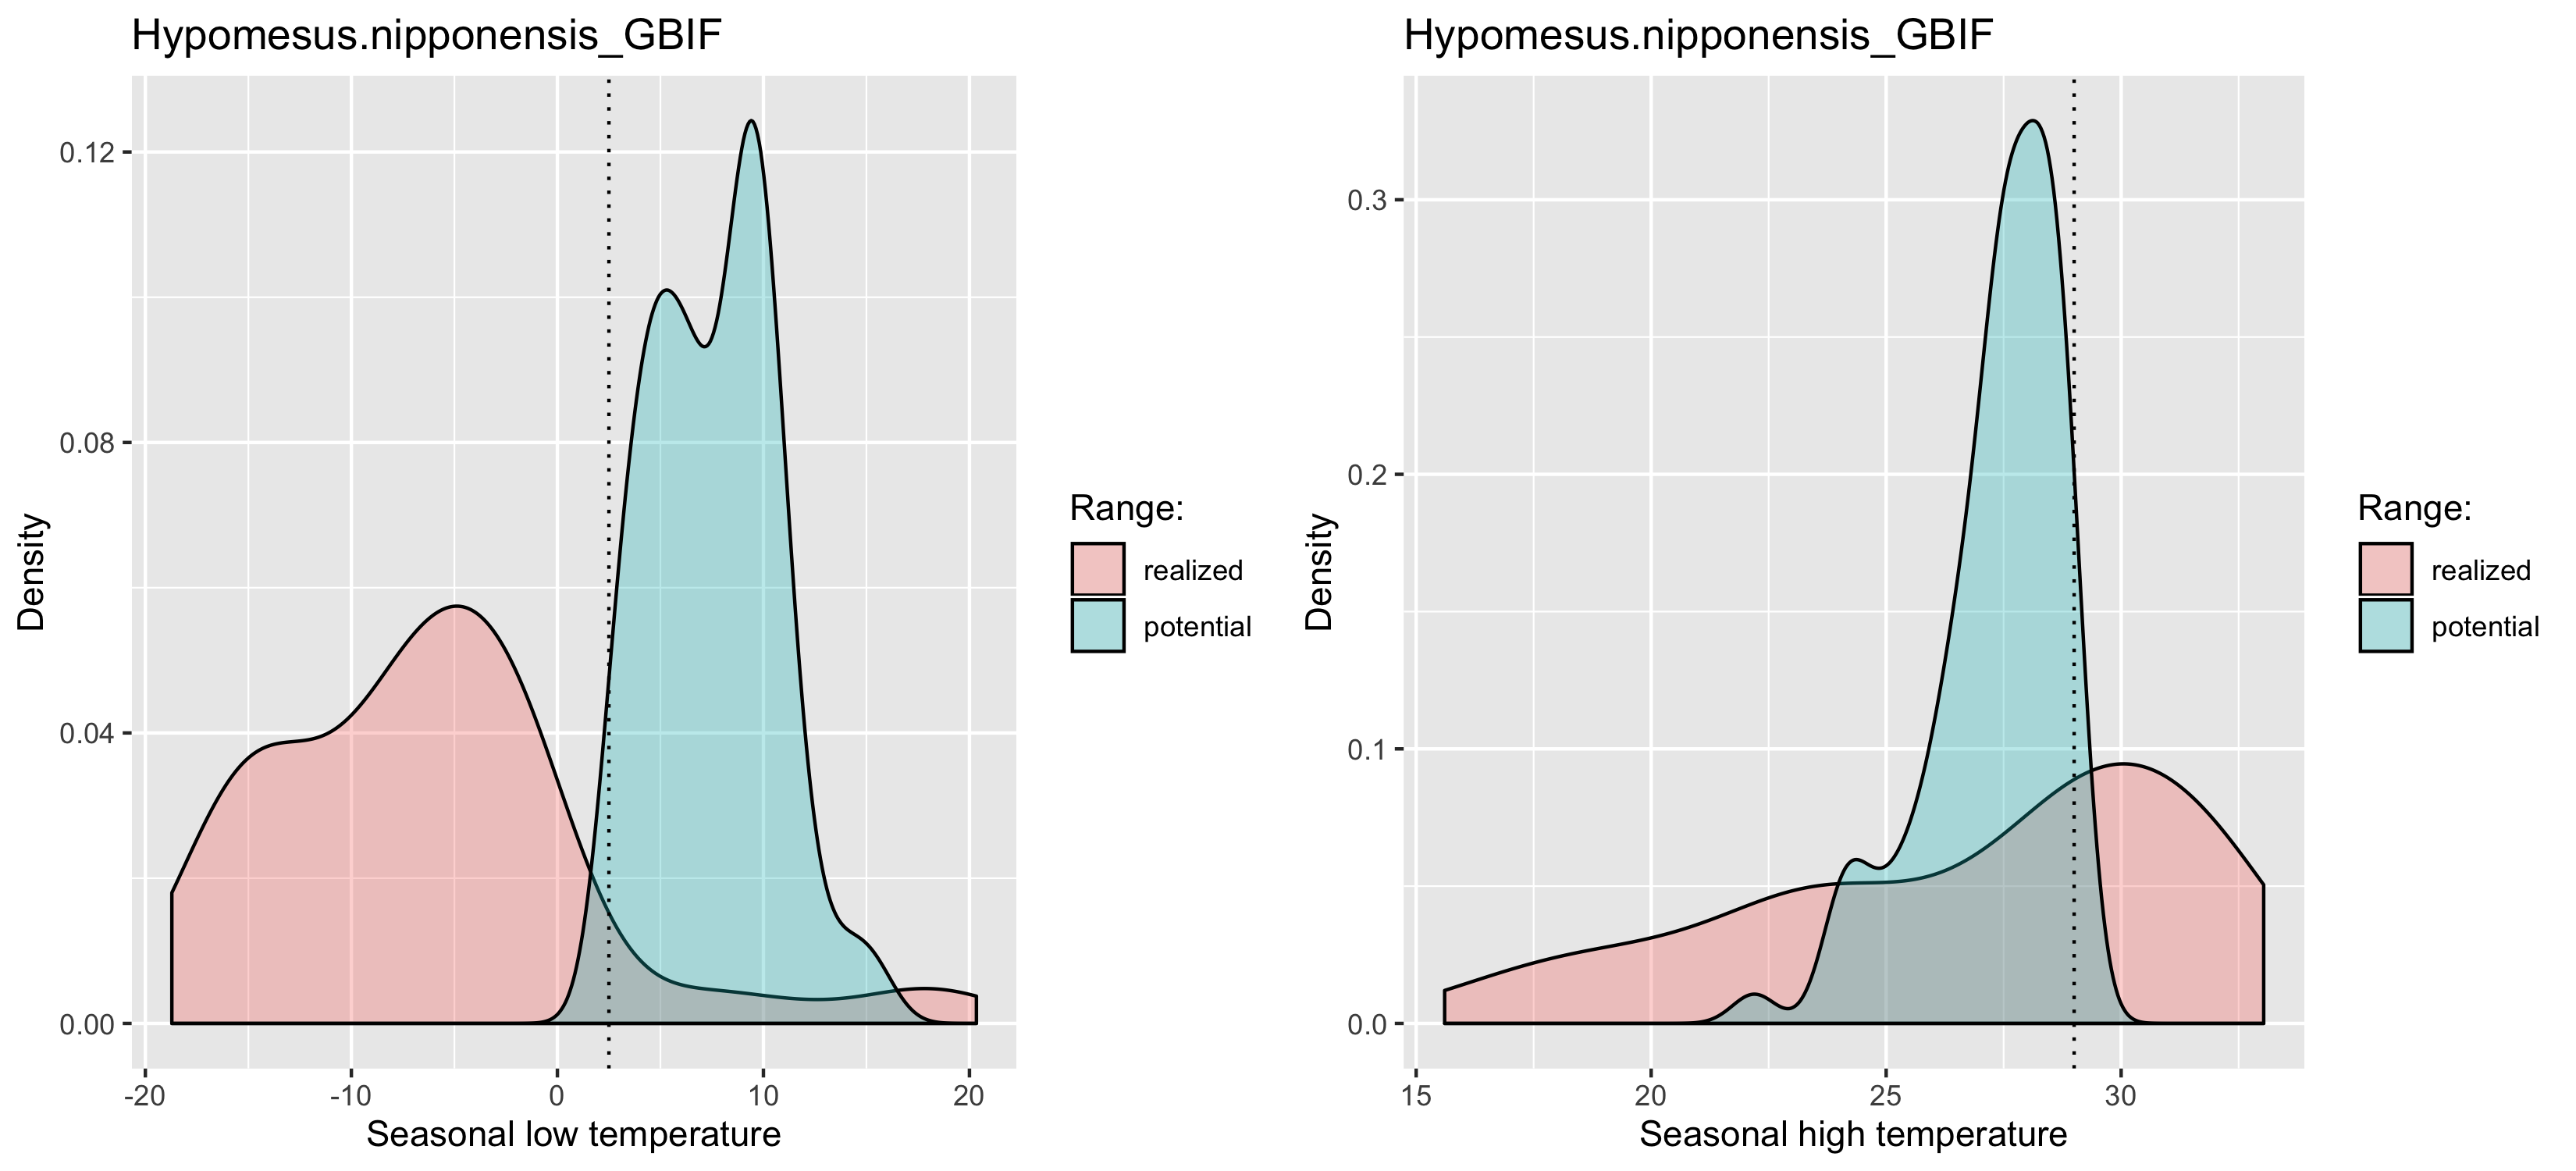 Hypomesus.nipponensis_GBIF
Density
0.12
0.08
0.04
0.00
-20 -10 0 10 20
Seasonal low temperature
Range:
realized
potential
Hypomesus.nipponensis_GBIF
Density
0.3
0.2
0.1
0.0
15 20 25 30
Seasonal high temperature
Range:
realized
potential